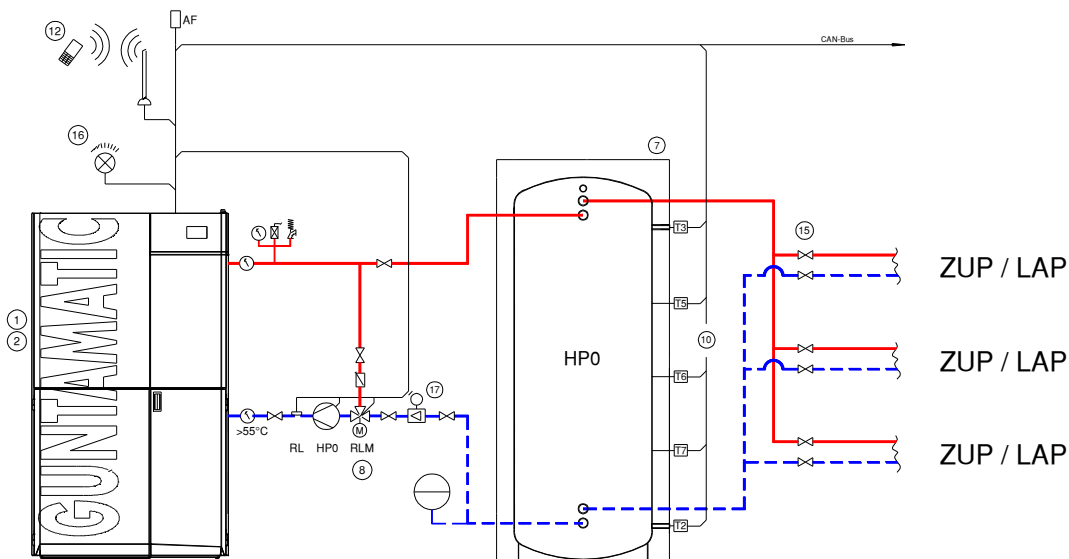 12
AF
CAN-Bus
16
7
GUNTAMATIC
T3
15
ZUP / LAP
1
2
T5
10
HP0
T6
ZUP / LAP
17
>55°C
RL
HP0
RLM
M
8
T7
ZUP / LAP
T2